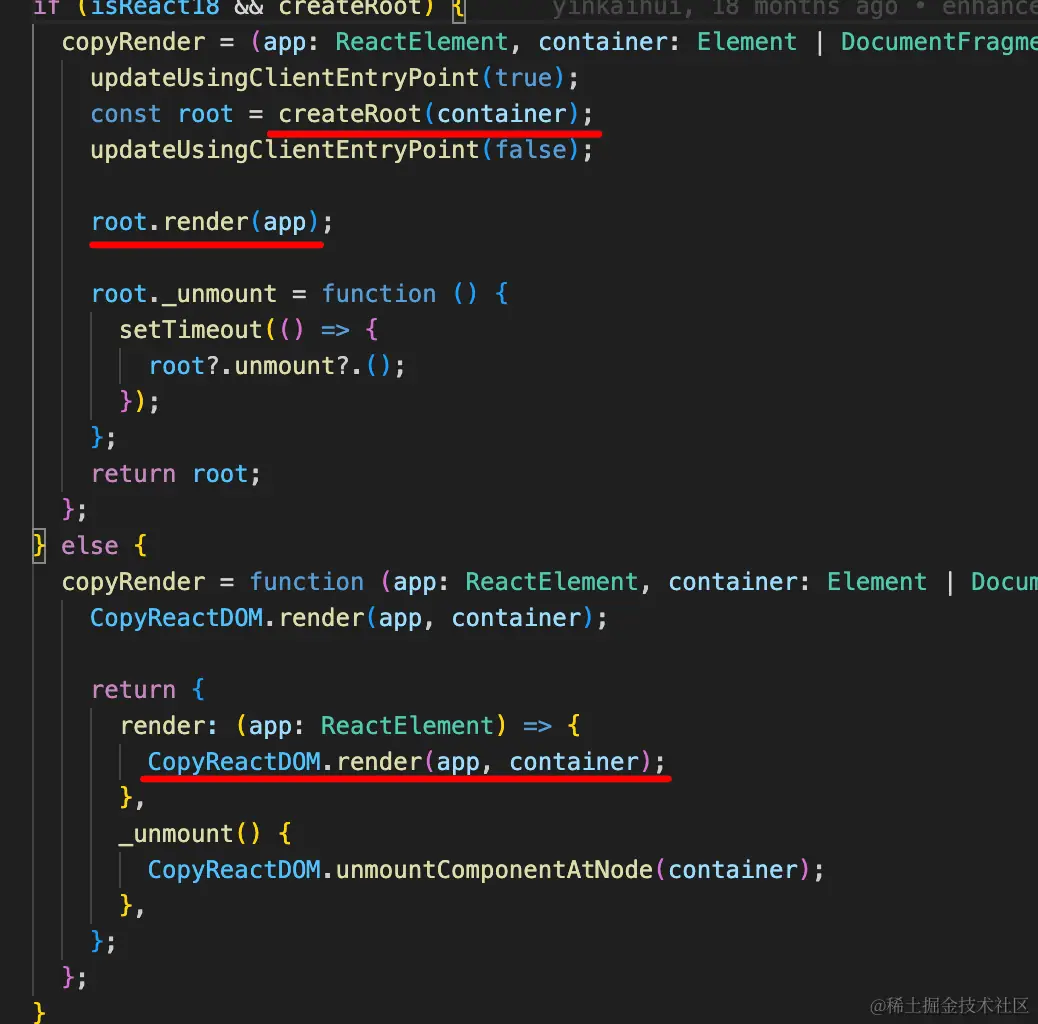 if (isReact18 && createRoot) { yinkaihui, 18 months ago • enhance
copyRender = (app: ReactElement, container: Element | DocumentFragme
updateUsingClientEntryPoint(true);
const root = createRoot(container);
updateUsingClientEntryPoint(false);
root.render(app);
root._unmount = function () {
setTimeout(() => {
root?.unmount?.();
});
};
return root;
};
} else {
copyRender = function (app: ReactElement, container: Element | Docum
CopyReactDOM.render(app, container);
return {
render: (app: ReactElement) => {
CopyReactDOM.render(app, container);
},
_unmount() {
CopyReactDOM.unmountComponentAtNode(container);
},
};
};
}
@稀土掘金技术社区